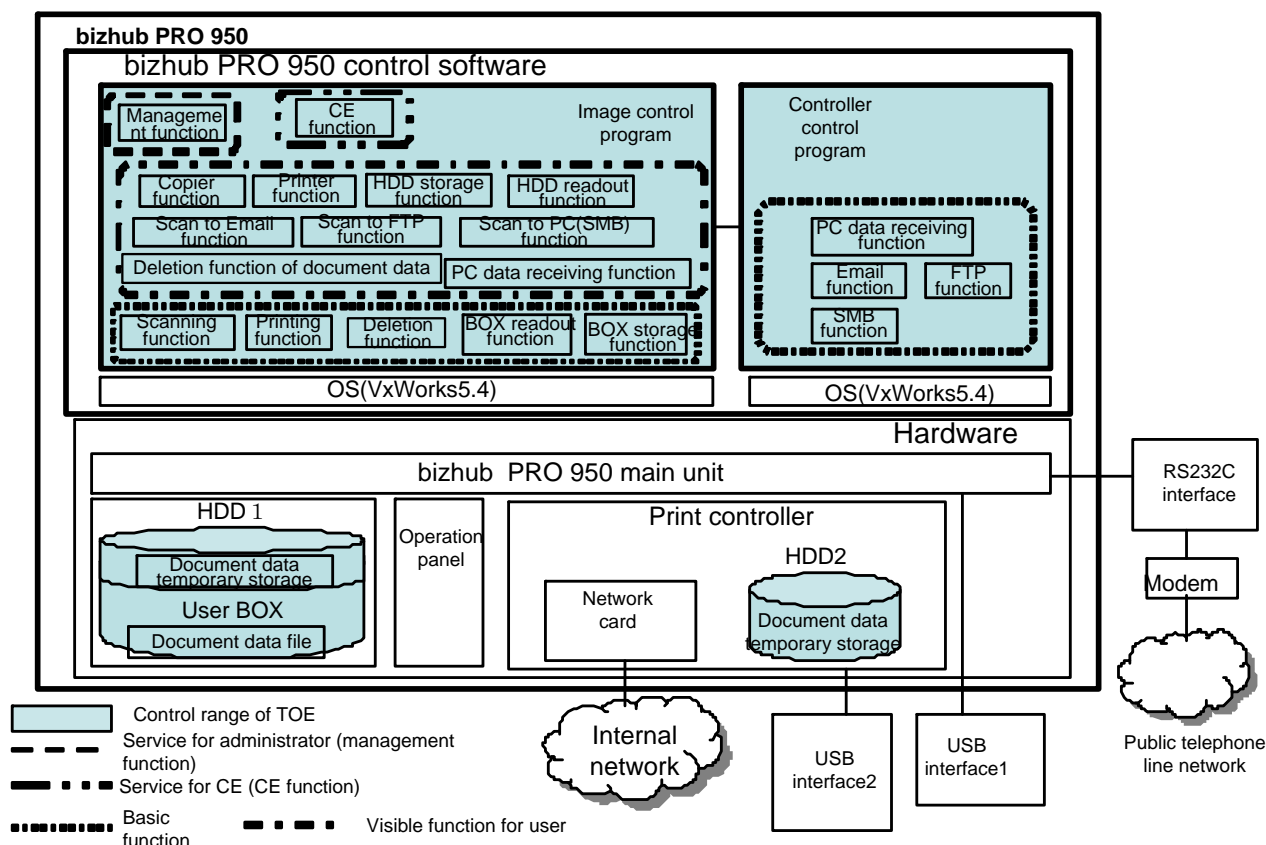 bizhub PRO 950
bizhub PRO 950 control software
Manageme
nt function
CE
function
Image control
program
Copier
function
Printer
function
HDD storage
function
HDD readout
function
Scan to Email
function
Scan to FTP
function
Scan to PC(SMB)
function
Deletion function of document data
PC data receiving function
Scanning
function
Printing
function
Deletion
function
BOX readout
function
BOX storage
function
OS(VxWorks5.4)
Controller
control
program
PC data receiving
function
Email
function
FTP
function
SMB
function
OS(VxWorks5.4)
Hardware
bizhub PRO 950 main unit
HDD 1
Document data
temporary storage
User BOX
Document data file
Operation
panel
Print controller
Network
card
HDD2
Document data
temporary storage
RS232C
interface
Modem
Public telephone
line network
Internal
network
USB
interface2
USB
interface1
Control range of TOE
Service for administrator (management
function)
Service for CE (CE function)
Basic
function
Visible function for user